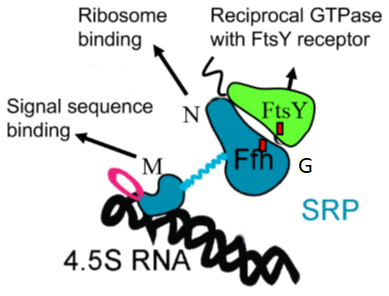 Ribosome
binding
Reciprocal GTPase
with FtsY receptor
Signal sequence
binding
N
FtsY
M
Ffh
G
SRP
4.5S RNA